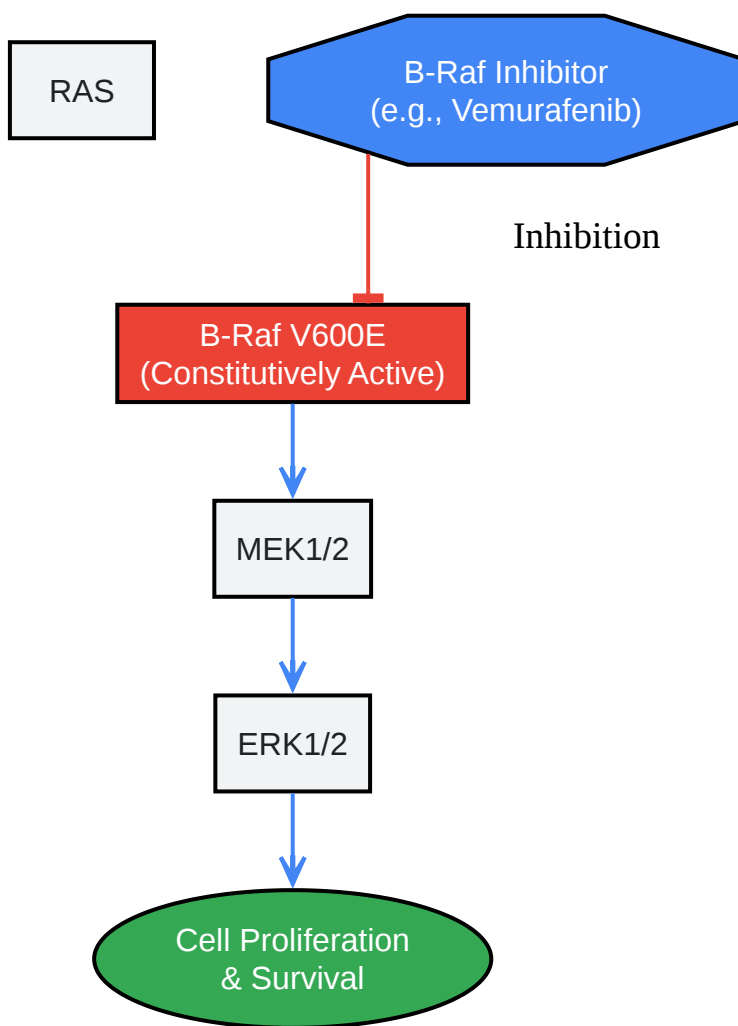 RAS
B-Raf Inhibitor
(e.g., Vemurafenib)
Inhibition
B-Raf V600E
(Constitutively Active)
MEK1/2
ERK1/2
Cell Proliferation
& Survival